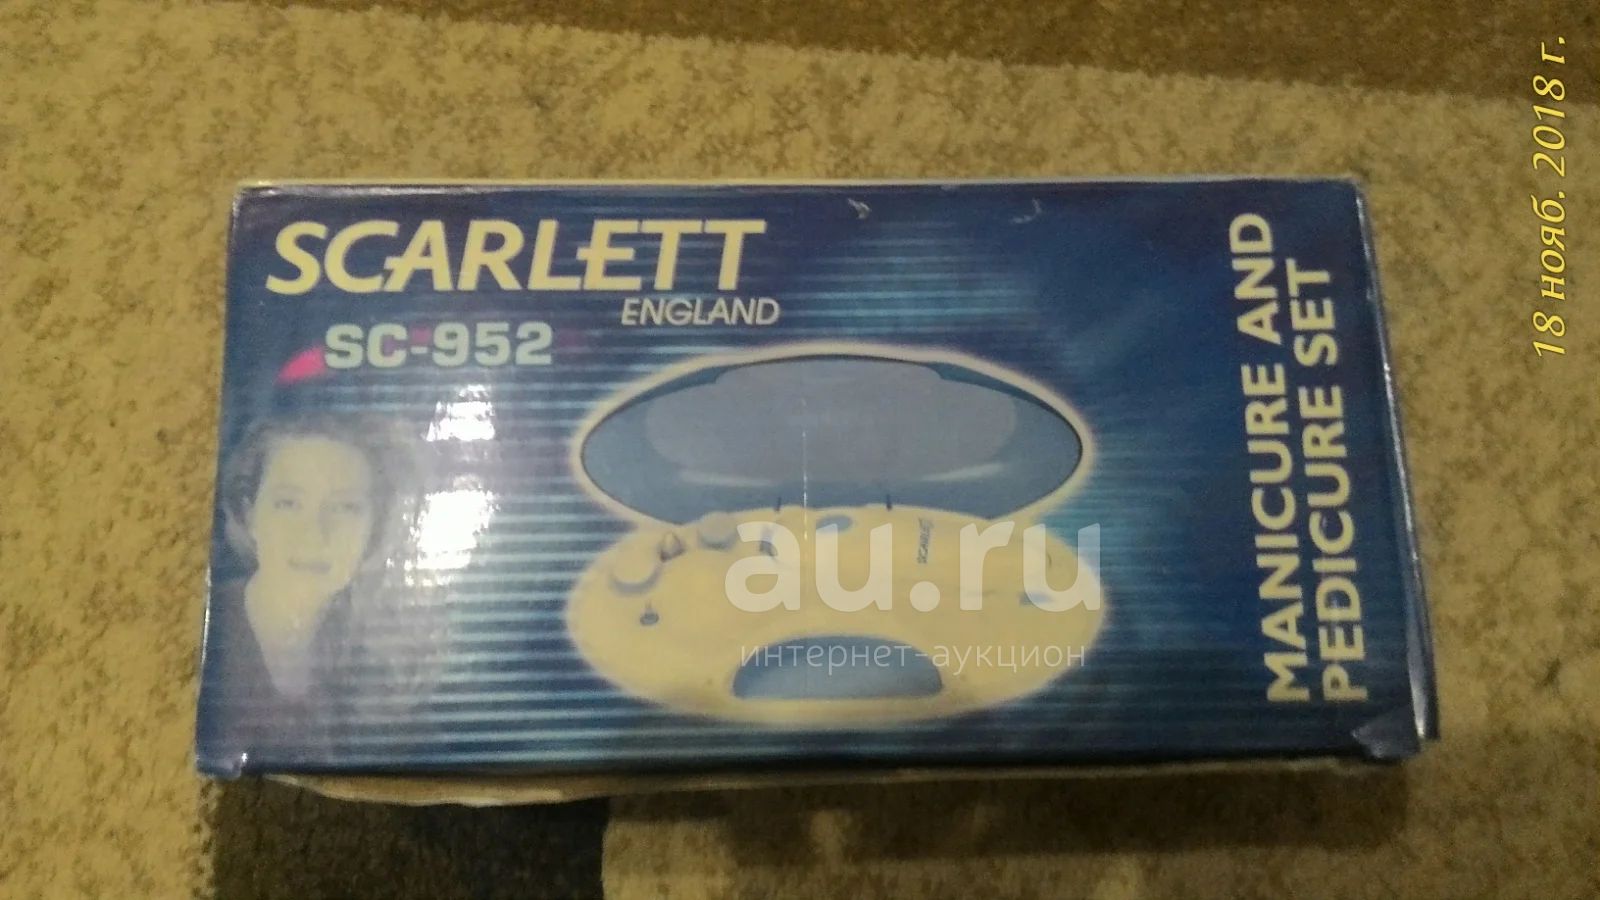 SCARLETT
ENGLAND
SC-952
MANICURE AND
PEDICURE SET
SCARLETT
au.ru
интернет-аукцион
18 нояб. 2018 г.